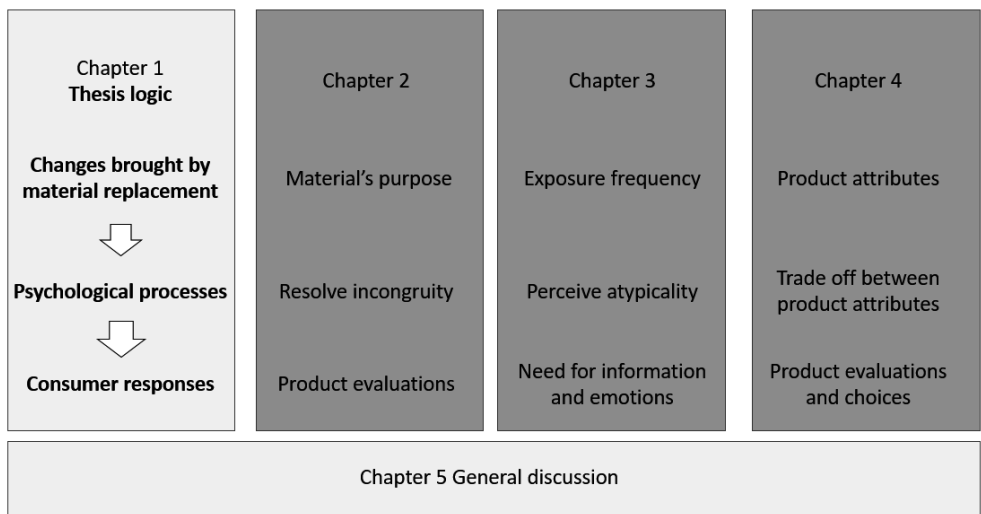 Chapter 1
Thesis logic
Changes brought by
material replacement
Psychological processes
Consumer responses
Chapter 2
Material’s purpose
Resolve incongruity
Product evaluations
Chapter 3
Exposure frequency
Perceive atypicality
Need for information
and emotions
Chapter 4
Product attributes
Trade off between
product attributes
Product evaluations
and choices
Chapter 5 General discussion